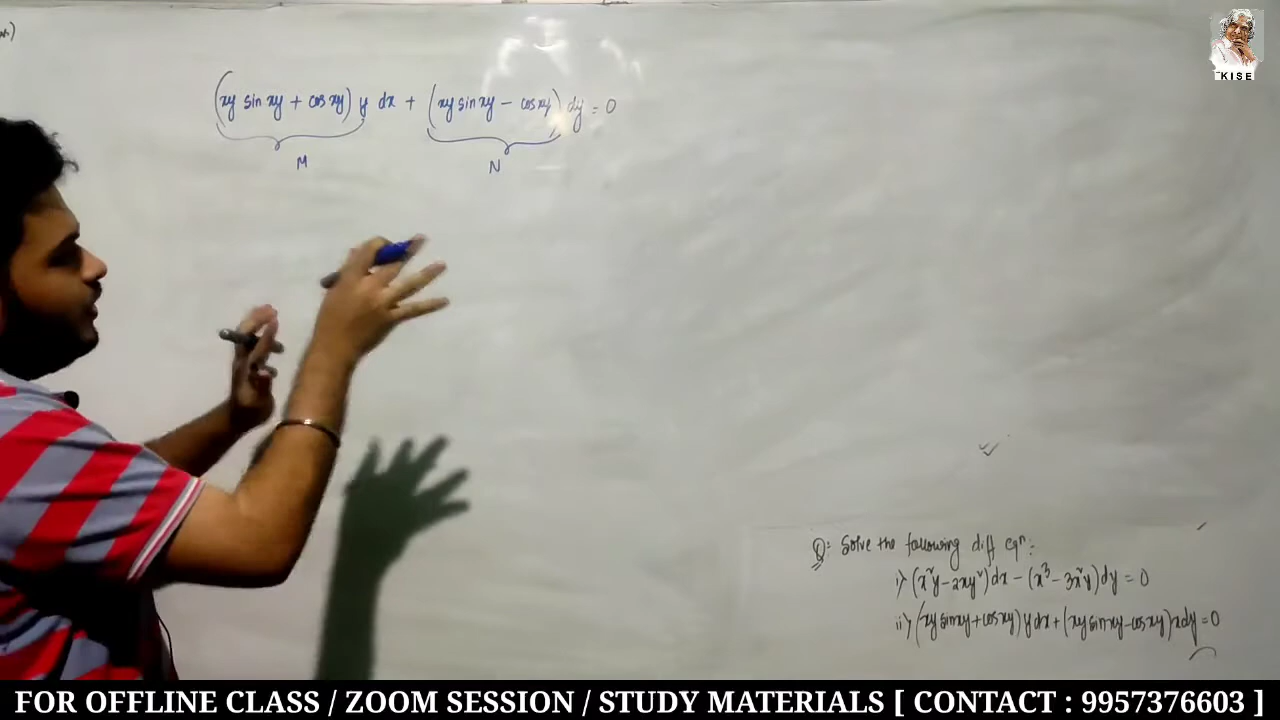 (xy sin xy + cos xy) y dx + (xy sin xy - cos xy) dy = 0
M N
KISE
Q: Solve the following diff eqn:
i) (x²y - 2xy²) dx - (x³ - 3x²y) dy = 0
ii) (xy sin xy + cos xy) y dx + (xy sin xy - cos xy) x dy = 0
FOR OFFLINE CLASS / ZOOM SESSION / STUDY MATERIALS [ CONTACT : 9957376603 ]